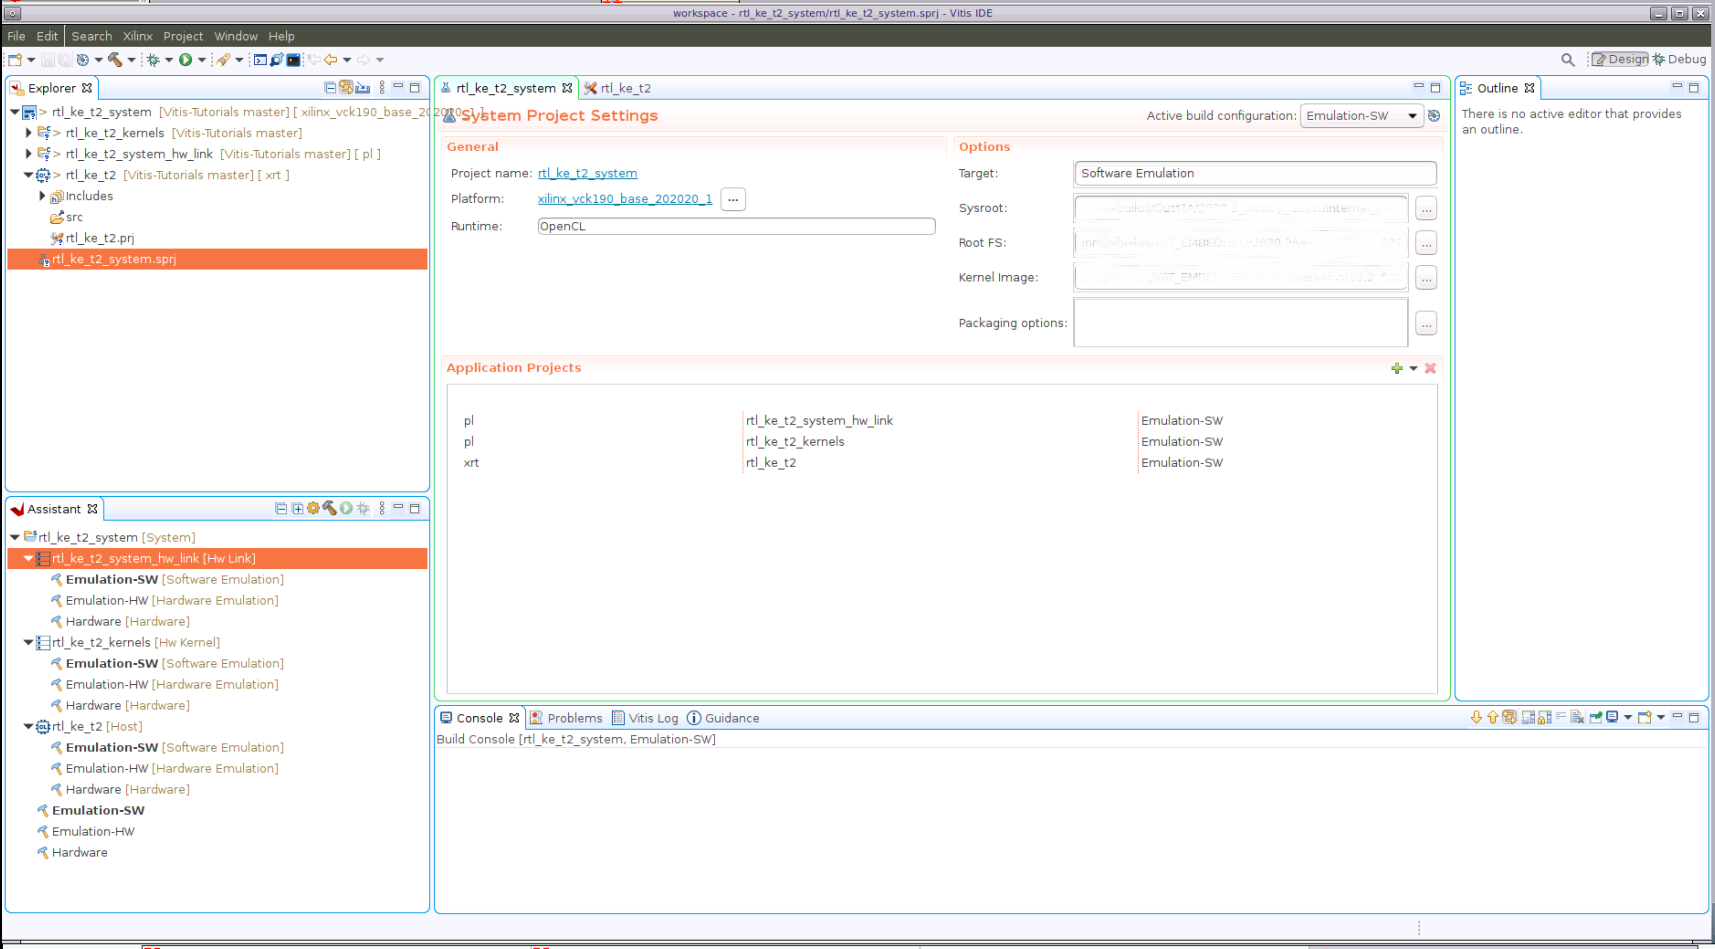 workspace - rtl_ke_t2_system/rtl_ke_t2_system.sprj - Vitis IDE
File Edit Search Xilinx Project Window Help
Design Debug
Explorer
> rtl_ke_t2_system [Vitis-Tutorials master] [ xilinx_vck190_base_202020_1 ]
> rtl_ke_t2_kernels [Vitis-Tutorials master]
> rtl_ke_t2_system_hw_link [Vitis-Tutorials master] [ pl ]
> rtl_ke_t2 [Vitis-Tutorials master] [ xrt ]
Includes
src
rtl_ke_t2.prj
rtl_ke_t2_system.sprj
Assistant
rtl_ke_t2_system [System]
rtl_ke_t2_system_hw_link [Hw Link]
Emulation-SW [Software Emulation]
Emulation-HW [Hardware Emulation]
Hardware [Hardware]
rtl_ke_t2_kernels [Hw Kernel]
Emulation-SW [Software Emulation]
Emulation-HW [Hardware Emulation]
Hardware [Hardware]
rtl_ke_t2 [Host]
Emulation-SW [Software Emulation]
Emulation-HW [Hardware Emulation]
Hardware [Hardware]
Emulation-SW
Emulation-HW
Hardware
rtl_ke_t2_system rtl_ke_t2
System Project Settings
Active build configuration: Emulation-SW
General
Project name: rtl_ke_t2_system
Platform: xilinx_vck190_base_202020_1 ...
Runtime: OpenCL
Options
Target: Software Emulation
Sysroot: ...
Root FS: ...
Kernel Image: ...
Packaging options: ...
Application Projects
pl rtl_ke_t2_system_hw_link Emulation-SW
pl rtl_ke_t2_kernels Emulation-SW
xrt rtl_ke_t2 Emulation-SW
Console Problems Vitis Log Guidance
Build Console [rtl_ke_t2_system, Emulation-SW]
Outline
There is no active editor that provides
an outline.